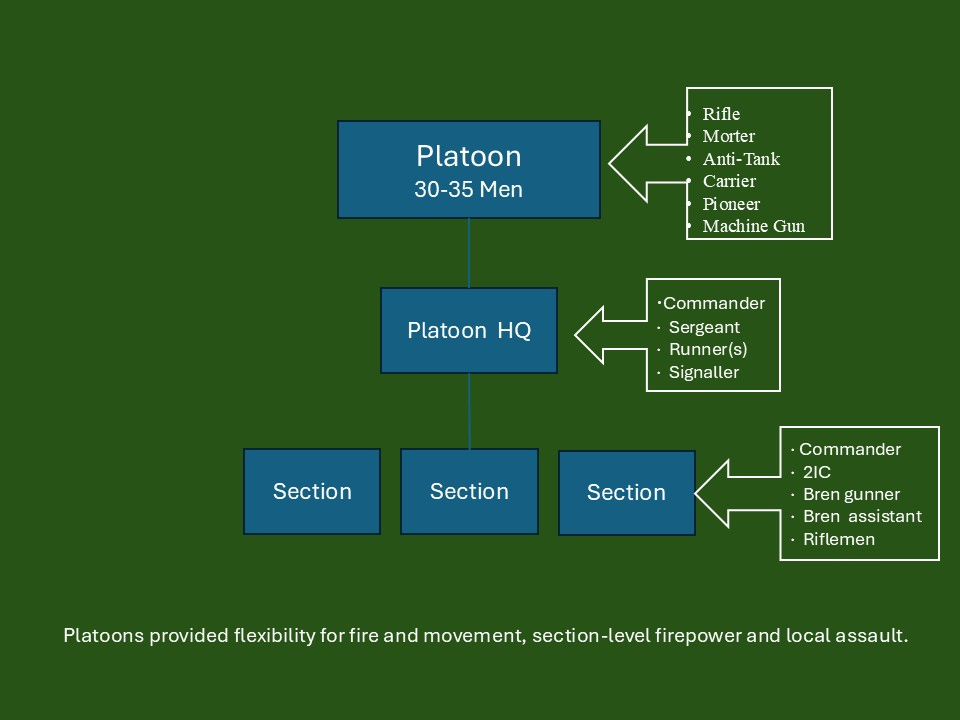 Platoon
30-35 Men
• Rifle
• Morter
• Anti-Tank
• Carrier
• Pioneer
• Machine Gun
Platoon HQ
·Commander
· Sergeant
· Runner(s)
· Signaller
Section
Section
Section
· Commander
· 2IC
· Bren gunner
· Bren assistant
· Riflemen
Platoons provided flexibility for fire and movement, section-level firepower and local assault.